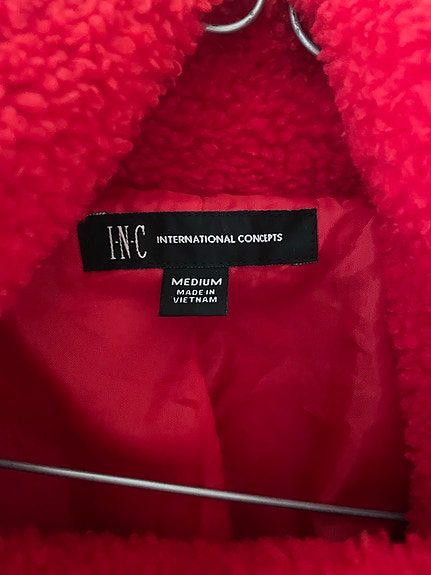 I·N·C INTERNATIONAL CONCEPTS
MEDIUM
MADE IN
VIETNAM